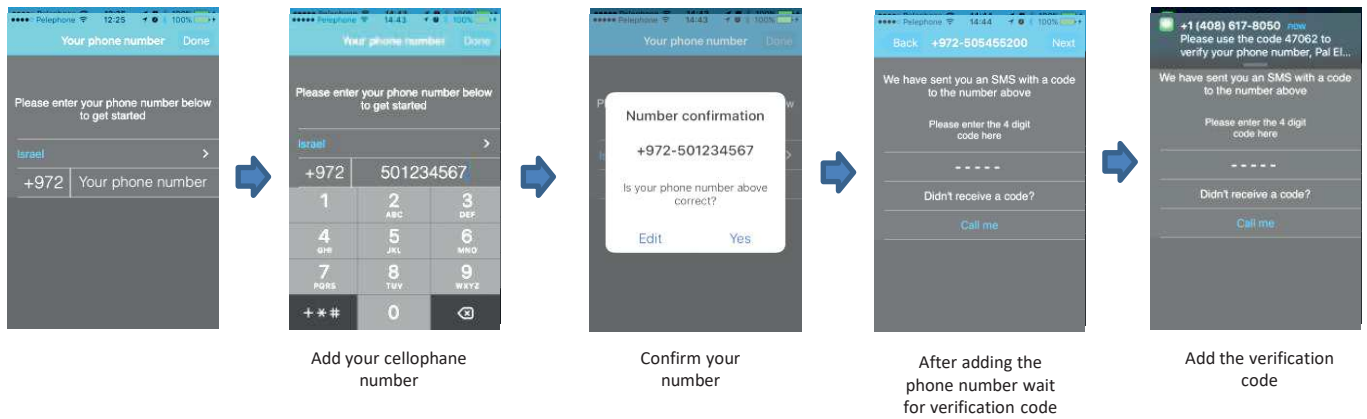 Pelephone 12:25 100%
Your phone number Done
Please enter your phone number below
to get started
Israel
+972 Your phone number
Pelephone 14:43 100%
Your phone number Done
Please enter your phone number below
to get started
Israel
+972 501234567
1 2 3
ABC DEF
4 5 6
GHI JKL MNO
7 8 9
PQRS TUV WXYZ
+*# 0
Add your cellophane
number
Pelephone 14:43 100%
Your phone number Done
Number confirmation
+972-501234567
Is your phone number above
correct?
Edit Yes
Confirm your
number
Pelephone 14:44 100%
Back +972-505455200 Next
We have sent you an SMS with a code
to the number above
Please enter the 4 digit
code here
- - - - -
Didn't receive a code?
Call me
After adding the
phone number wait
for verification code
+1 (408) 617-8050 now
Please use the code 47062 to
verify your phone number, Pal El...
We have sent you an SMS with a code
to the number above
Please enter the 4 digit
code here
- - - - -
Didn't receive a code?
Call me
Add the verification
code